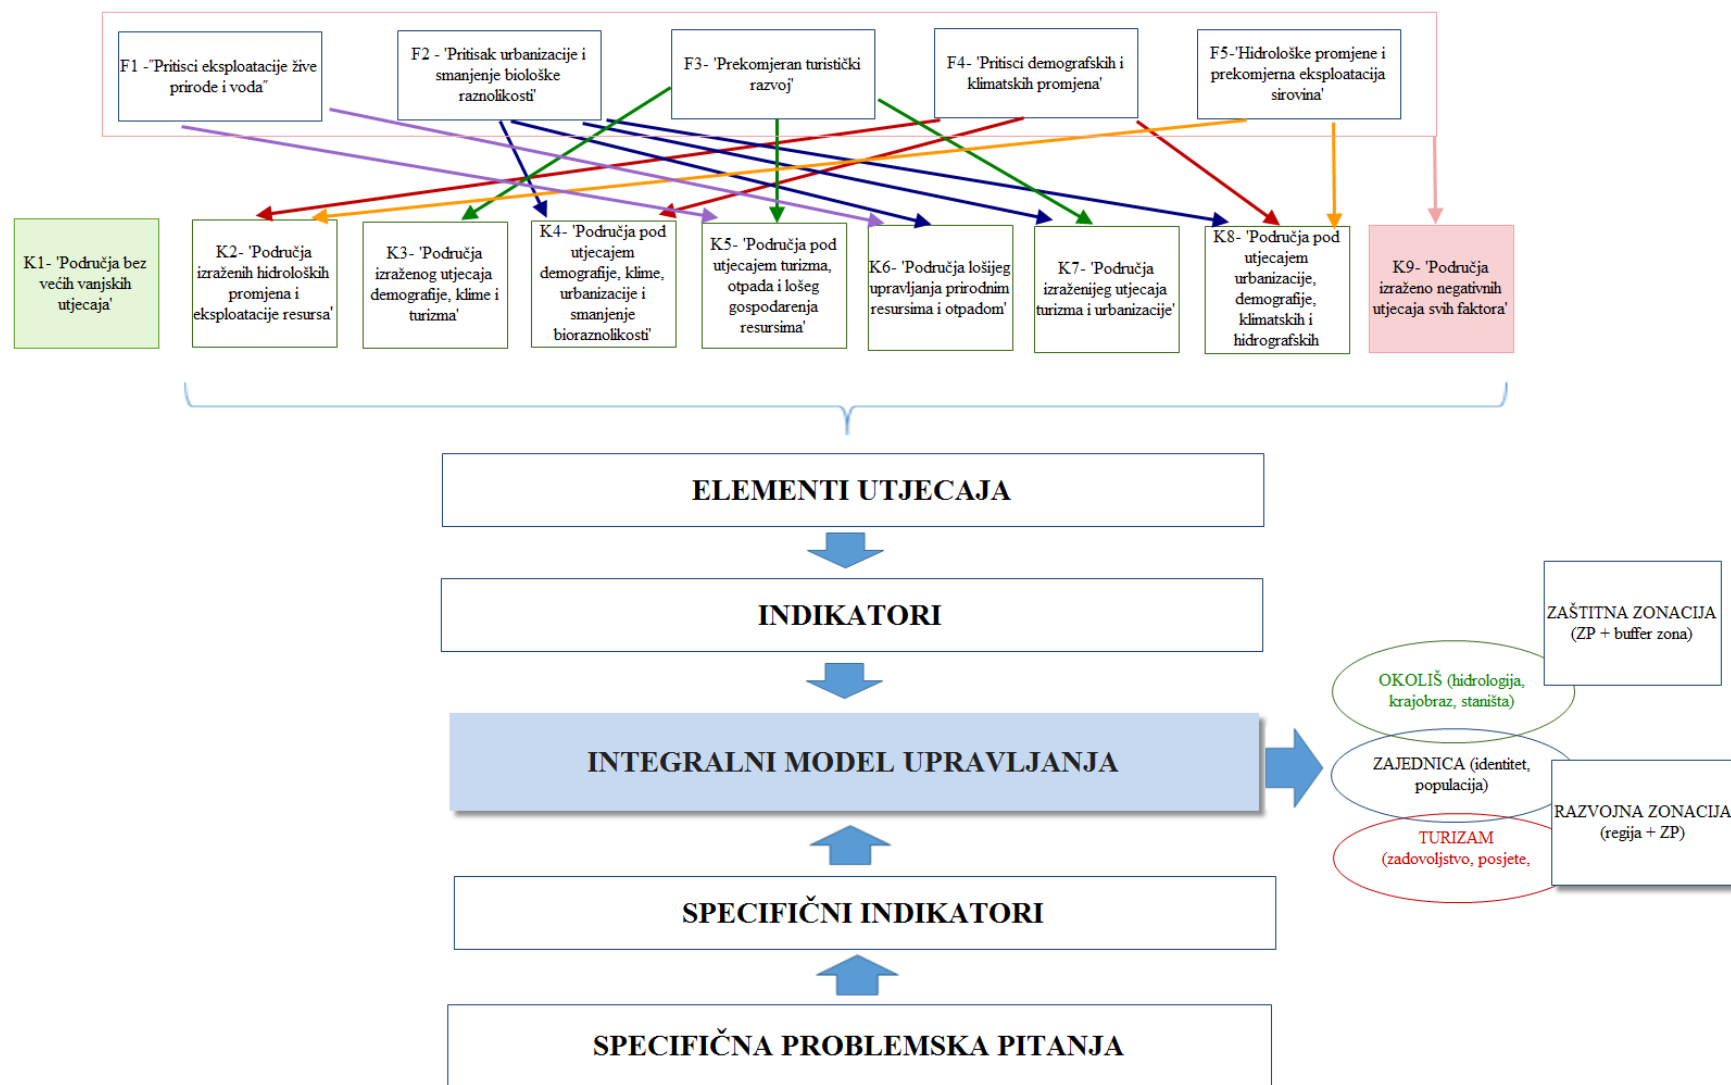 F1 -"Pritisci eksploatacije žive
prirode i voda"
F2 - 'Pritisak urbanizacije i
smanjenje biološke
raznolikosti'
F3- 'Prekomjeran turistički
razvoj'
F4- 'Pritisci demografskih i
klimatskih promjena'
F5-'Hidrološke promjene i
prekomjerna eksploatacija
sirovina'
K1- 'Područja bez
većih vanjskih
utjecaja'
K2- 'Područja
izraženih hidroloških
promjena i
eksploatacije resursa'
K3- 'Područja
izraženog utjecaja
demografije, klime i
turizma'
K4- 'Područja pod
utjecajem
demografije, klime,
urbanizacije i
smanjenje
bioraznolikosti'
K5- 'Područja pod
utjecajem turizma,
otpada i lošeg
gospodarenja
resursima'
K6- 'Područja lošijeg
upravljanja prirodnim
resursima i otpadom'
K7- 'Područja
izraženijeg utjecaja
turizma i urbanizacije'
K8- 'Područja pod
utjecajem
urbanizacije,
demografije,
klimatskih i
hidrografskih
K9- 'Područja
izraženo negativnih
utjecaja svih faktora'
ELEMENTI UTJECAJA
INDIKATORI
INTEGRALNI MODEL UPRAVLJANJA
SPECIFIČNI INDIKATORI
SPECIFIČNA PROBLEMSKA PITANJA
ZAŠTITNA ZONACIJA
(ZP + buffer zona)
OKOLIŠ (hidrologija,
krajobraz, staništa)
ZAJEDNICA (identitet,
populacija)
RAZVOJNA ZONACIJA
(regija + ZP)
TURIZAM
(zadovoljstvo, posjete,